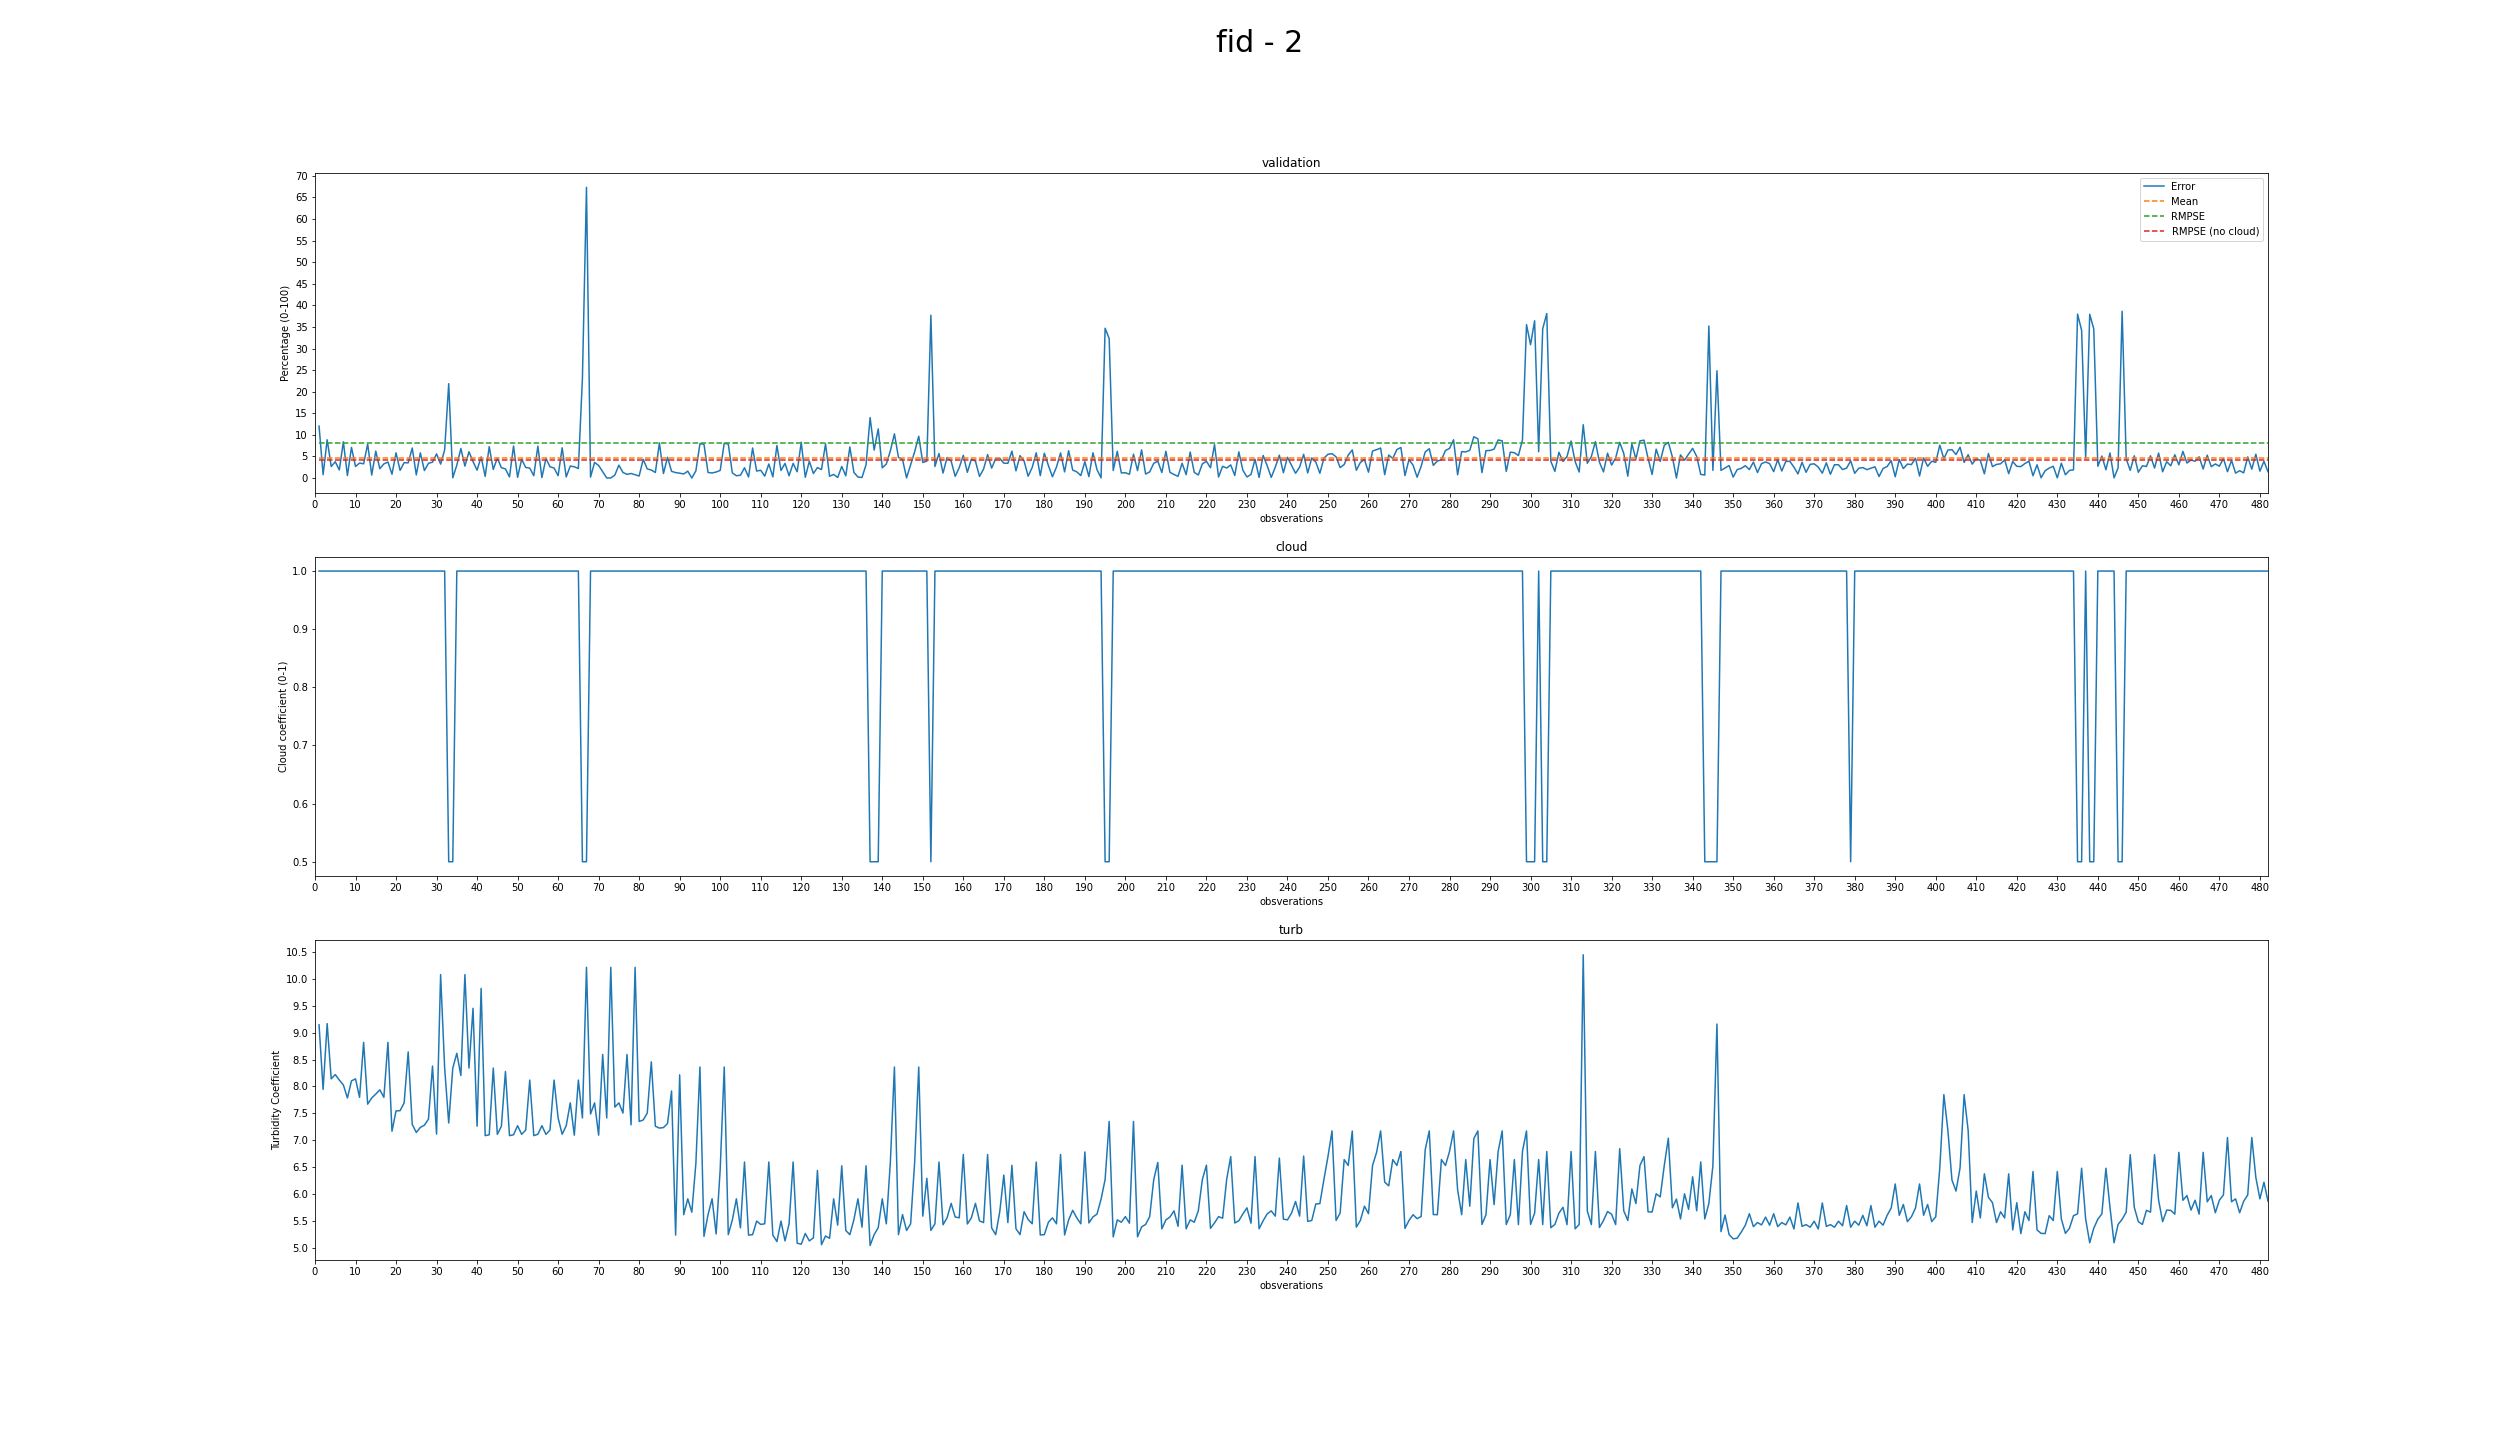 fid - 2
validation
70
65
60
55
50
45
40
35
30
25
20
15
10
5
0
Percentage (0-100)
Error
Mean
RMPSE
RMPSE (no cloud)
0 10 20 30 40 50 60 70 80 90 100 110 120 130 140 150 160 170 180 190 200 210 220 230 240 250 260 270 280 290 300 310 320 330 340 350 360 370 380 390 400 410 420 430 440 450 460 470 480
obsverations
cloud
1.0
0.9
0.8
0.7
0.6
0.5
Cloud coefficient (0-1)
0 10 20 30 40 50 60 70 80 90 100 110 120 130 140 150 160 170 180 190 200 210 220 230 240 250 260 270 280 290 300 310 320 330 340 350 360 370 380 390 400 410 420 430 440 450 460 470 480
obsverations
turb
10.5
10.0
9.5
9.0
8.5
8.0
7.5
7.0
6.5
6.0
5.5
5.0
Turbidity Coefficient
0 10 20 30 40 50 60 70 80 90 100 110 120 130 140 150 160 170 180 190 200 210 220 230 240 250 260 270 280 290 300 310 320 330 340 350 360 370 380 390 400 410 420 430 440 450 460 470 480
obsverations